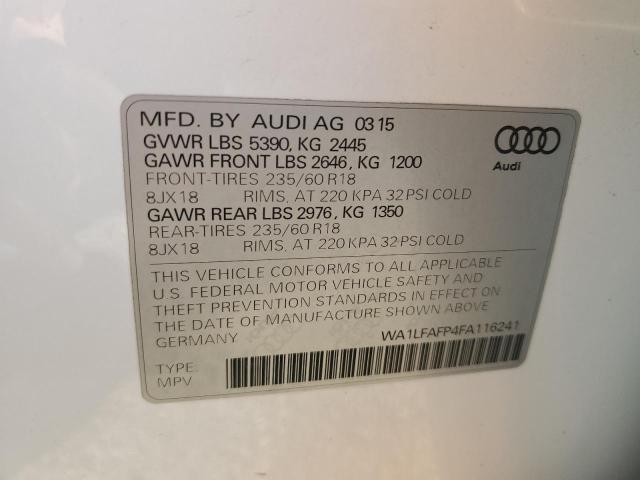 MFD. BY AUDI AG 03 15
GVWR LBS 5390, KG 2445
GAWR FRONT LBS 2646, KG 1200
FRONT-TIRES 235/60 R18
8JX18 RIMS, AT 220 KPA 32 PSI COLD
GAWR REAR LBS 2976, KG 1350
REAR-TIRES 235/60 R18
8JX18 RIMS, AT 220 KPA 32 PSI COLD
Audi
THIS VEHICLE CONFORMS TO ALL APPLICABLE
U.S. FEDERAL MOTOR VEHICLE SAFETY AND
THEFT PREVENTION STANDARDS IN EFFECT ON
THE DATE OF MANUFACTURE SHOWN ABOVE.
GERMANY
WA1LFAFP4FA116241
TYPE:
MPV